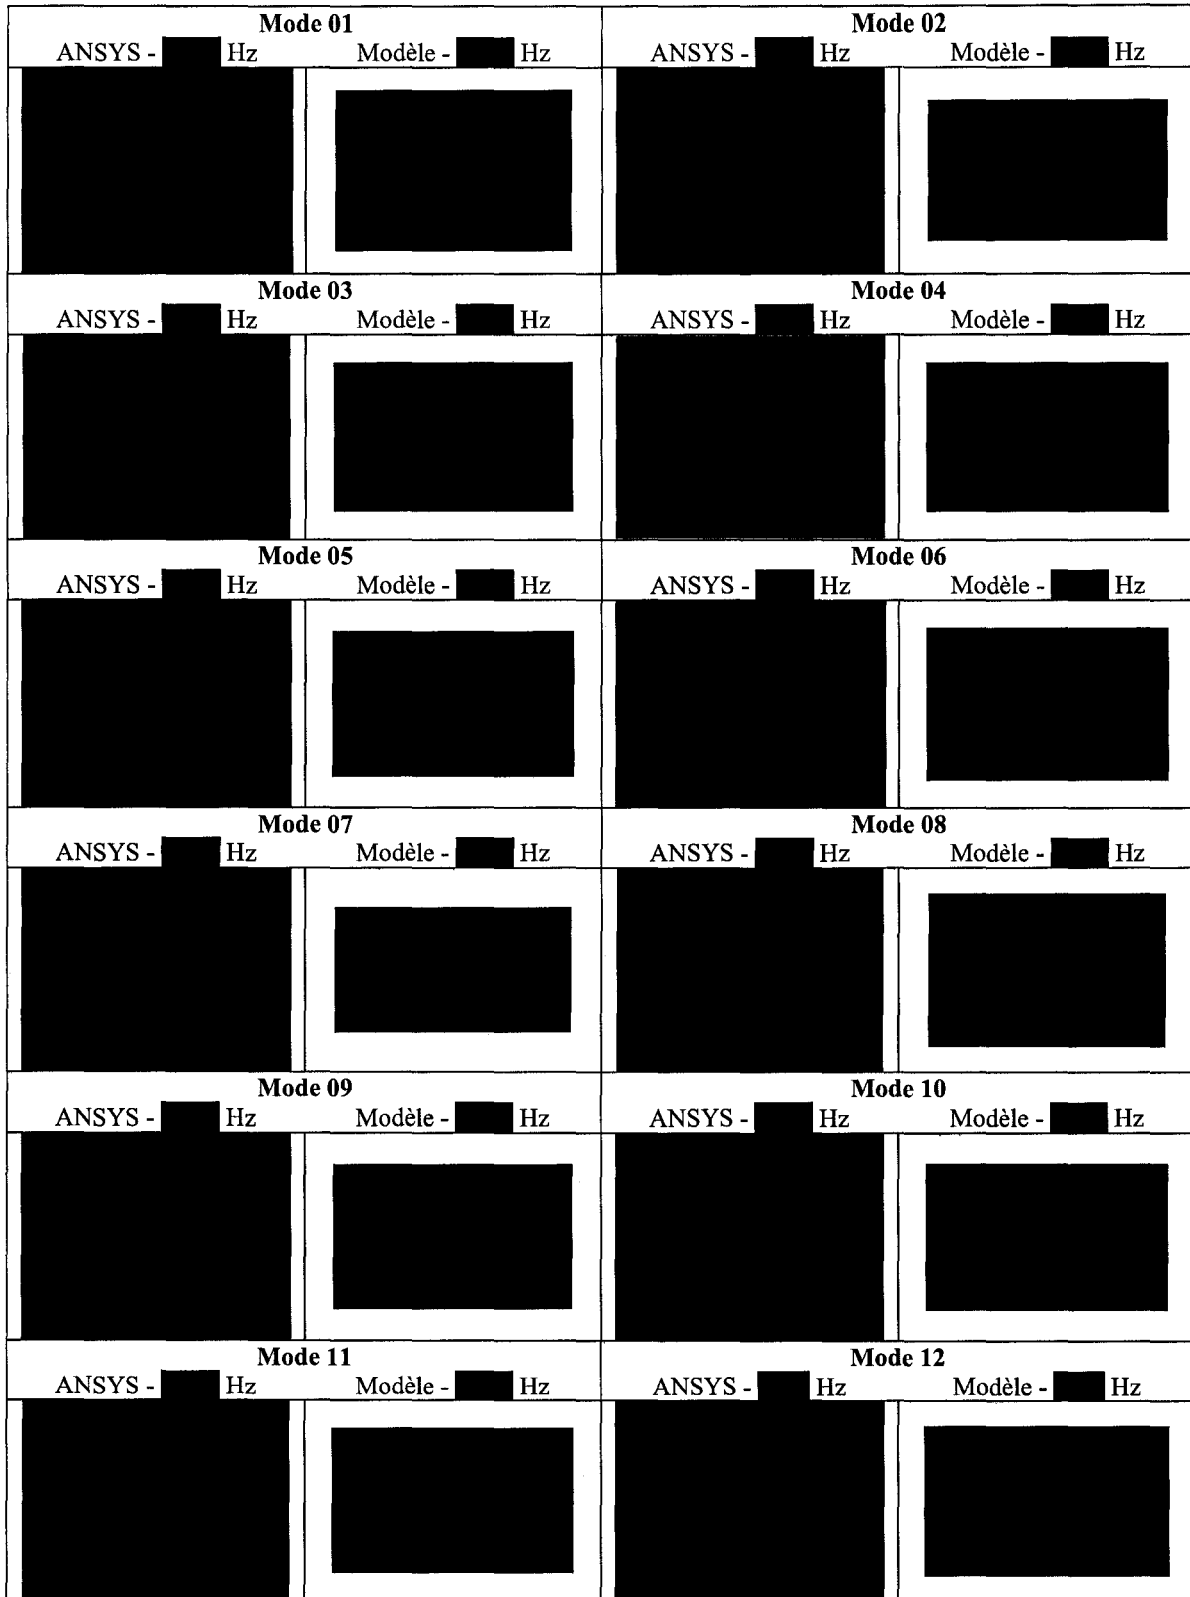 Mode 01
Mode 02
ANSYS - Hz
Modèle - Hz
ANSYS - Hz
Modèle - Hz
Mode 03
Mode 04
ANSYS - Hz
Modèle - Hz
ANSYS - Hz
Modèle - Hz
Mode 05
Mode 06
ANSYS - Hz
Modèle - Hz
ANSYS - Hz
Modèle - Hz
Mode 07
Mode 08
ANSYS - Hz
Modèle - Hz
ANSYS - Hz
Modèle - Hz
Mode 09
Mode 10
ANSYS - Hz
Modèle - Hz
ANSYS - Hz
Modèle - Hz
Mode 11
Mode 12
ANSYS - Hz
Modèle - Hz
ANSYS - Hz
Modèle - Hz